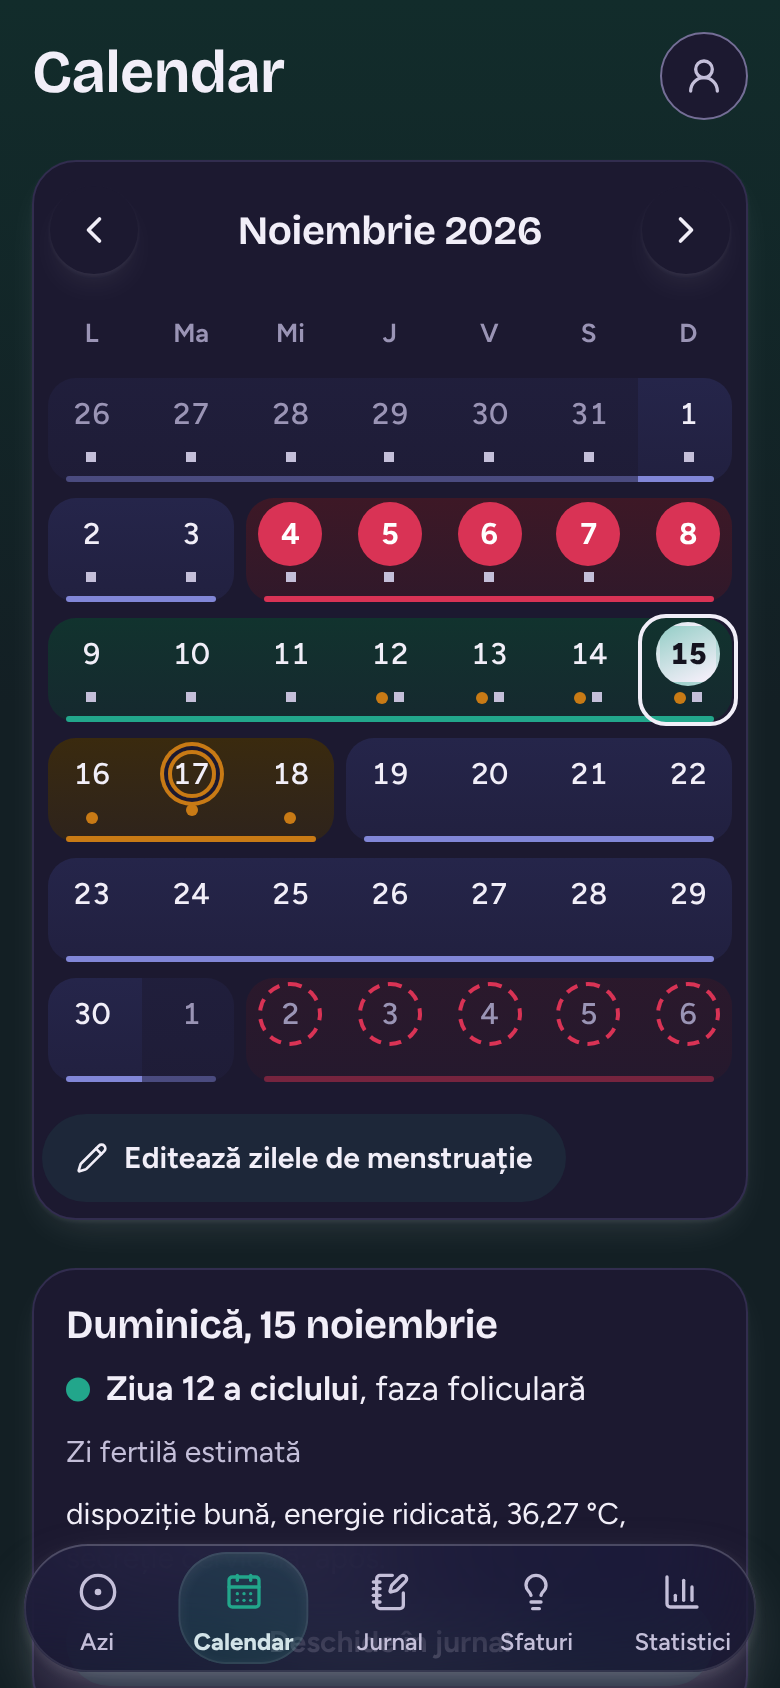 Calendar
Noiembrie 2026
L Ma Mi J V S D
26 27 28 29 30 31 1
2 3 4 5 6 7 8
9 10 11 12 13 14 15
16 17 18 19 20 21 22
23 24 25 26 27 28 29
30 1 2 3 4 5 6
Editează zilele de menstruație
Duminică, 15 noiembrie
Ziua 12 a ciclului, faza foliculară
Zi fertilă estimată
dispoziție bună, energie ridicată, 36,27 °C,
Deschide în jurnal
Azi Calendar Jurnal Sfaturi Statistici